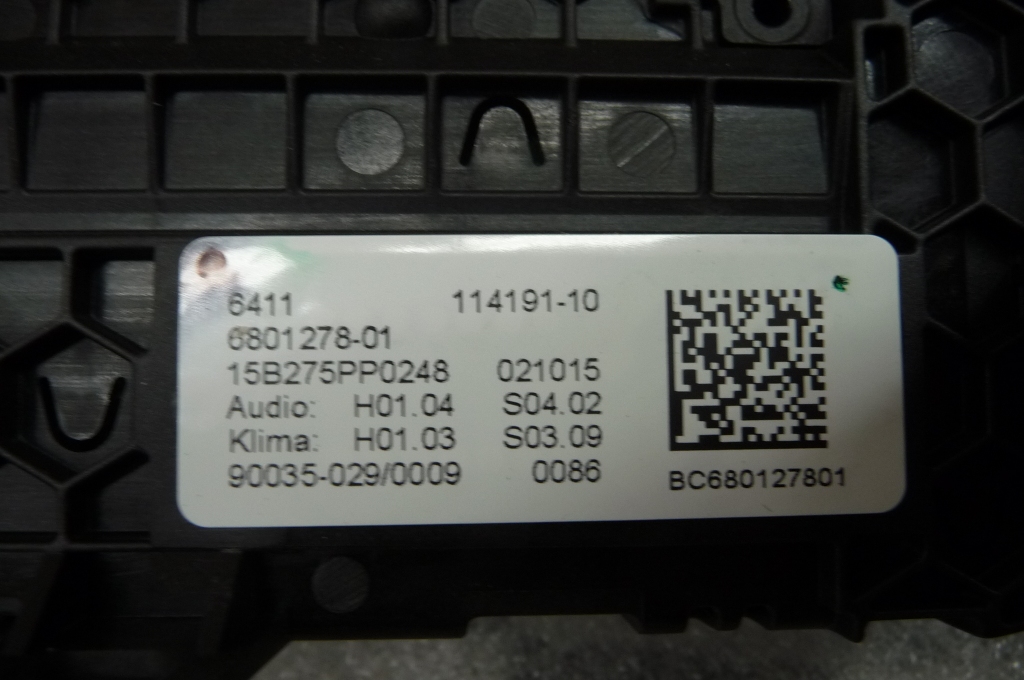 6411 114191-10
6801278-01
15B275PP0248 021015
Audio: H01.04 S04.02
Klima: H01.03 S03.09
90035-029/0009 0086
BC680127801